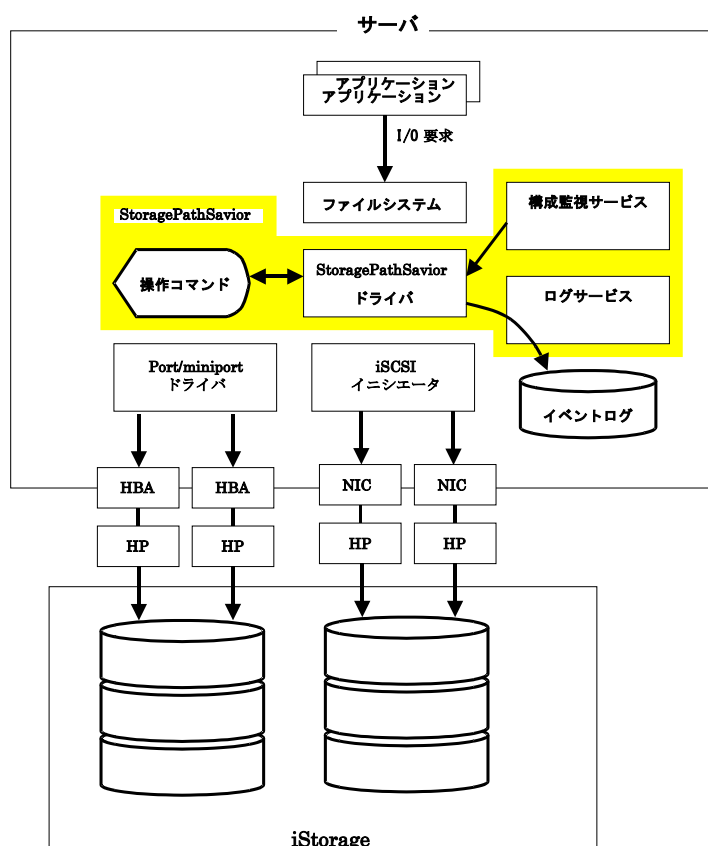 サーバ
アプリケーション
アプリケーション
I/O 要求
ファイルシステム
構成監視サービス
StoragePathSavior
操作コマンド
StoragePathSavior
ドライバ
ログサービス
Port/miniport
ドライバ
iSCSI
イニシエータ
イベントログ
HBA
HBA
NIC
NIC
HP
HP
HP
HP
iStorage